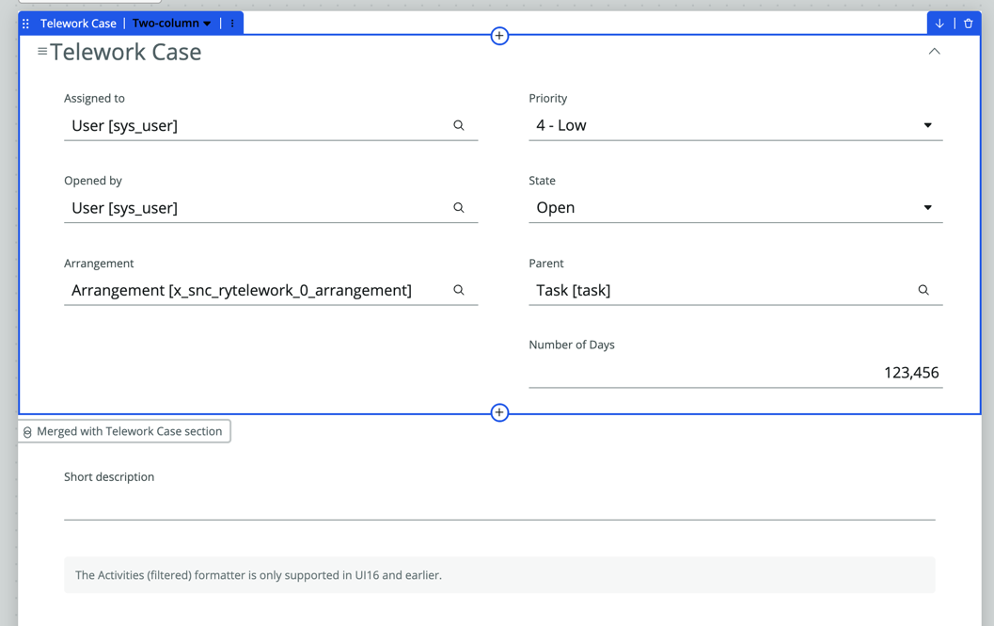 Telework Case | Two-column
Telework Case
Assigned to
User [sys_user]
Priority
4 - Low
Opened by
User [sys_user]
State
Open
Arrangement
Arrangement [x_snc_rytelework_0_arrangement]
Parent
Task [task]
Number of Days
123,456
Merged with Telework Case section
Short description
The Activities (filtered) formatter is only supported in UI16 and earlier.